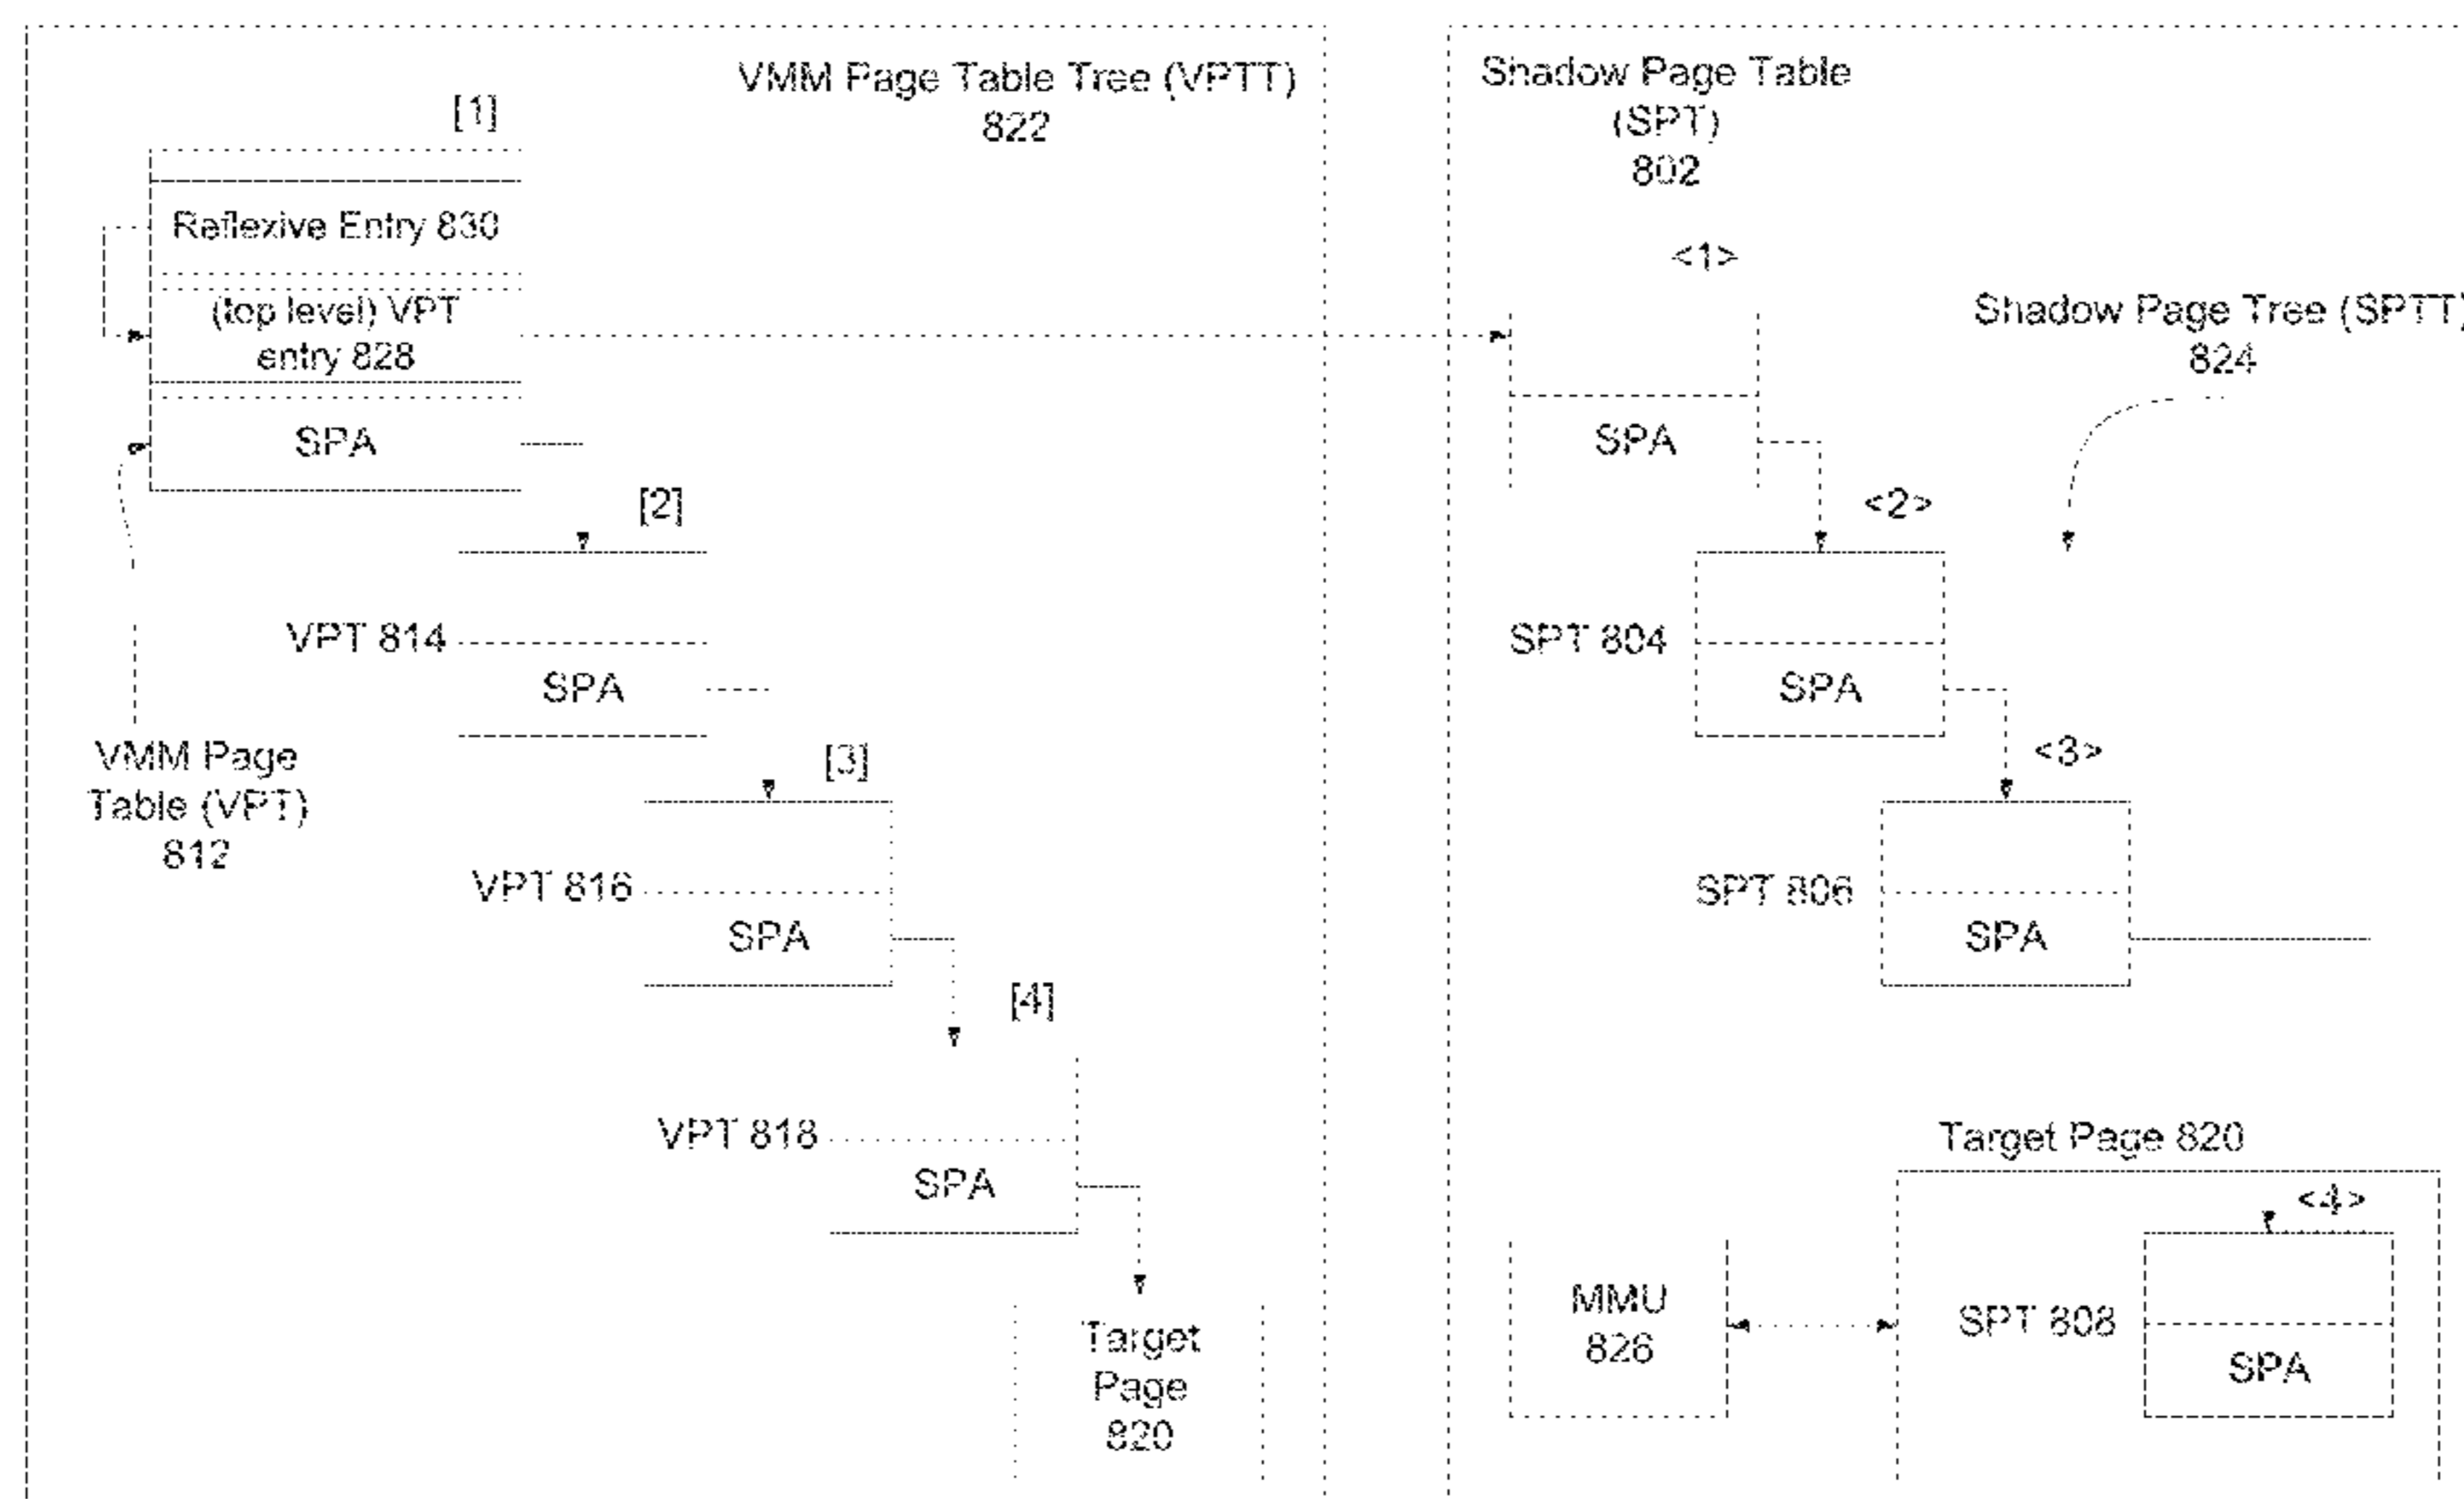 VMM Page Table Tree (VPTT)
822
[1]
Reflexive Entry 830
(top level) VPT
entry 828
SPA
[2]
VPT 814
SPA
VMM Page
Table (VPT)
812
[3]
VPT 816
SPA
[4]
VPT 818
SPA
Target
Page
820
Shadow Page Table
(SPT)
802
<1>
Shadow Page Tree (SPTT)
824
SPA
<2>
SPT 804
SPA
<3>
SPT 806
SPA
Target Page 820
<4>
MMU
826
SPT 808
SPA